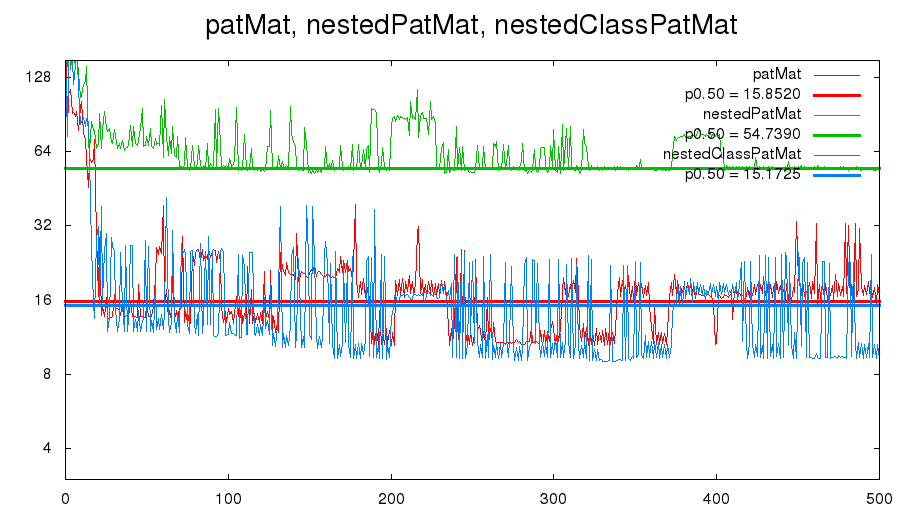 patMat, nestedPatMat, nestedClassPatMat
128
64
32
16
8
4
patMat
p0.50 = 15.8520
nestedPatMat
p0.50 = 54.7390
nestedClassPatMat
p0.50 = 15.1725
0 100 200 300 400 500